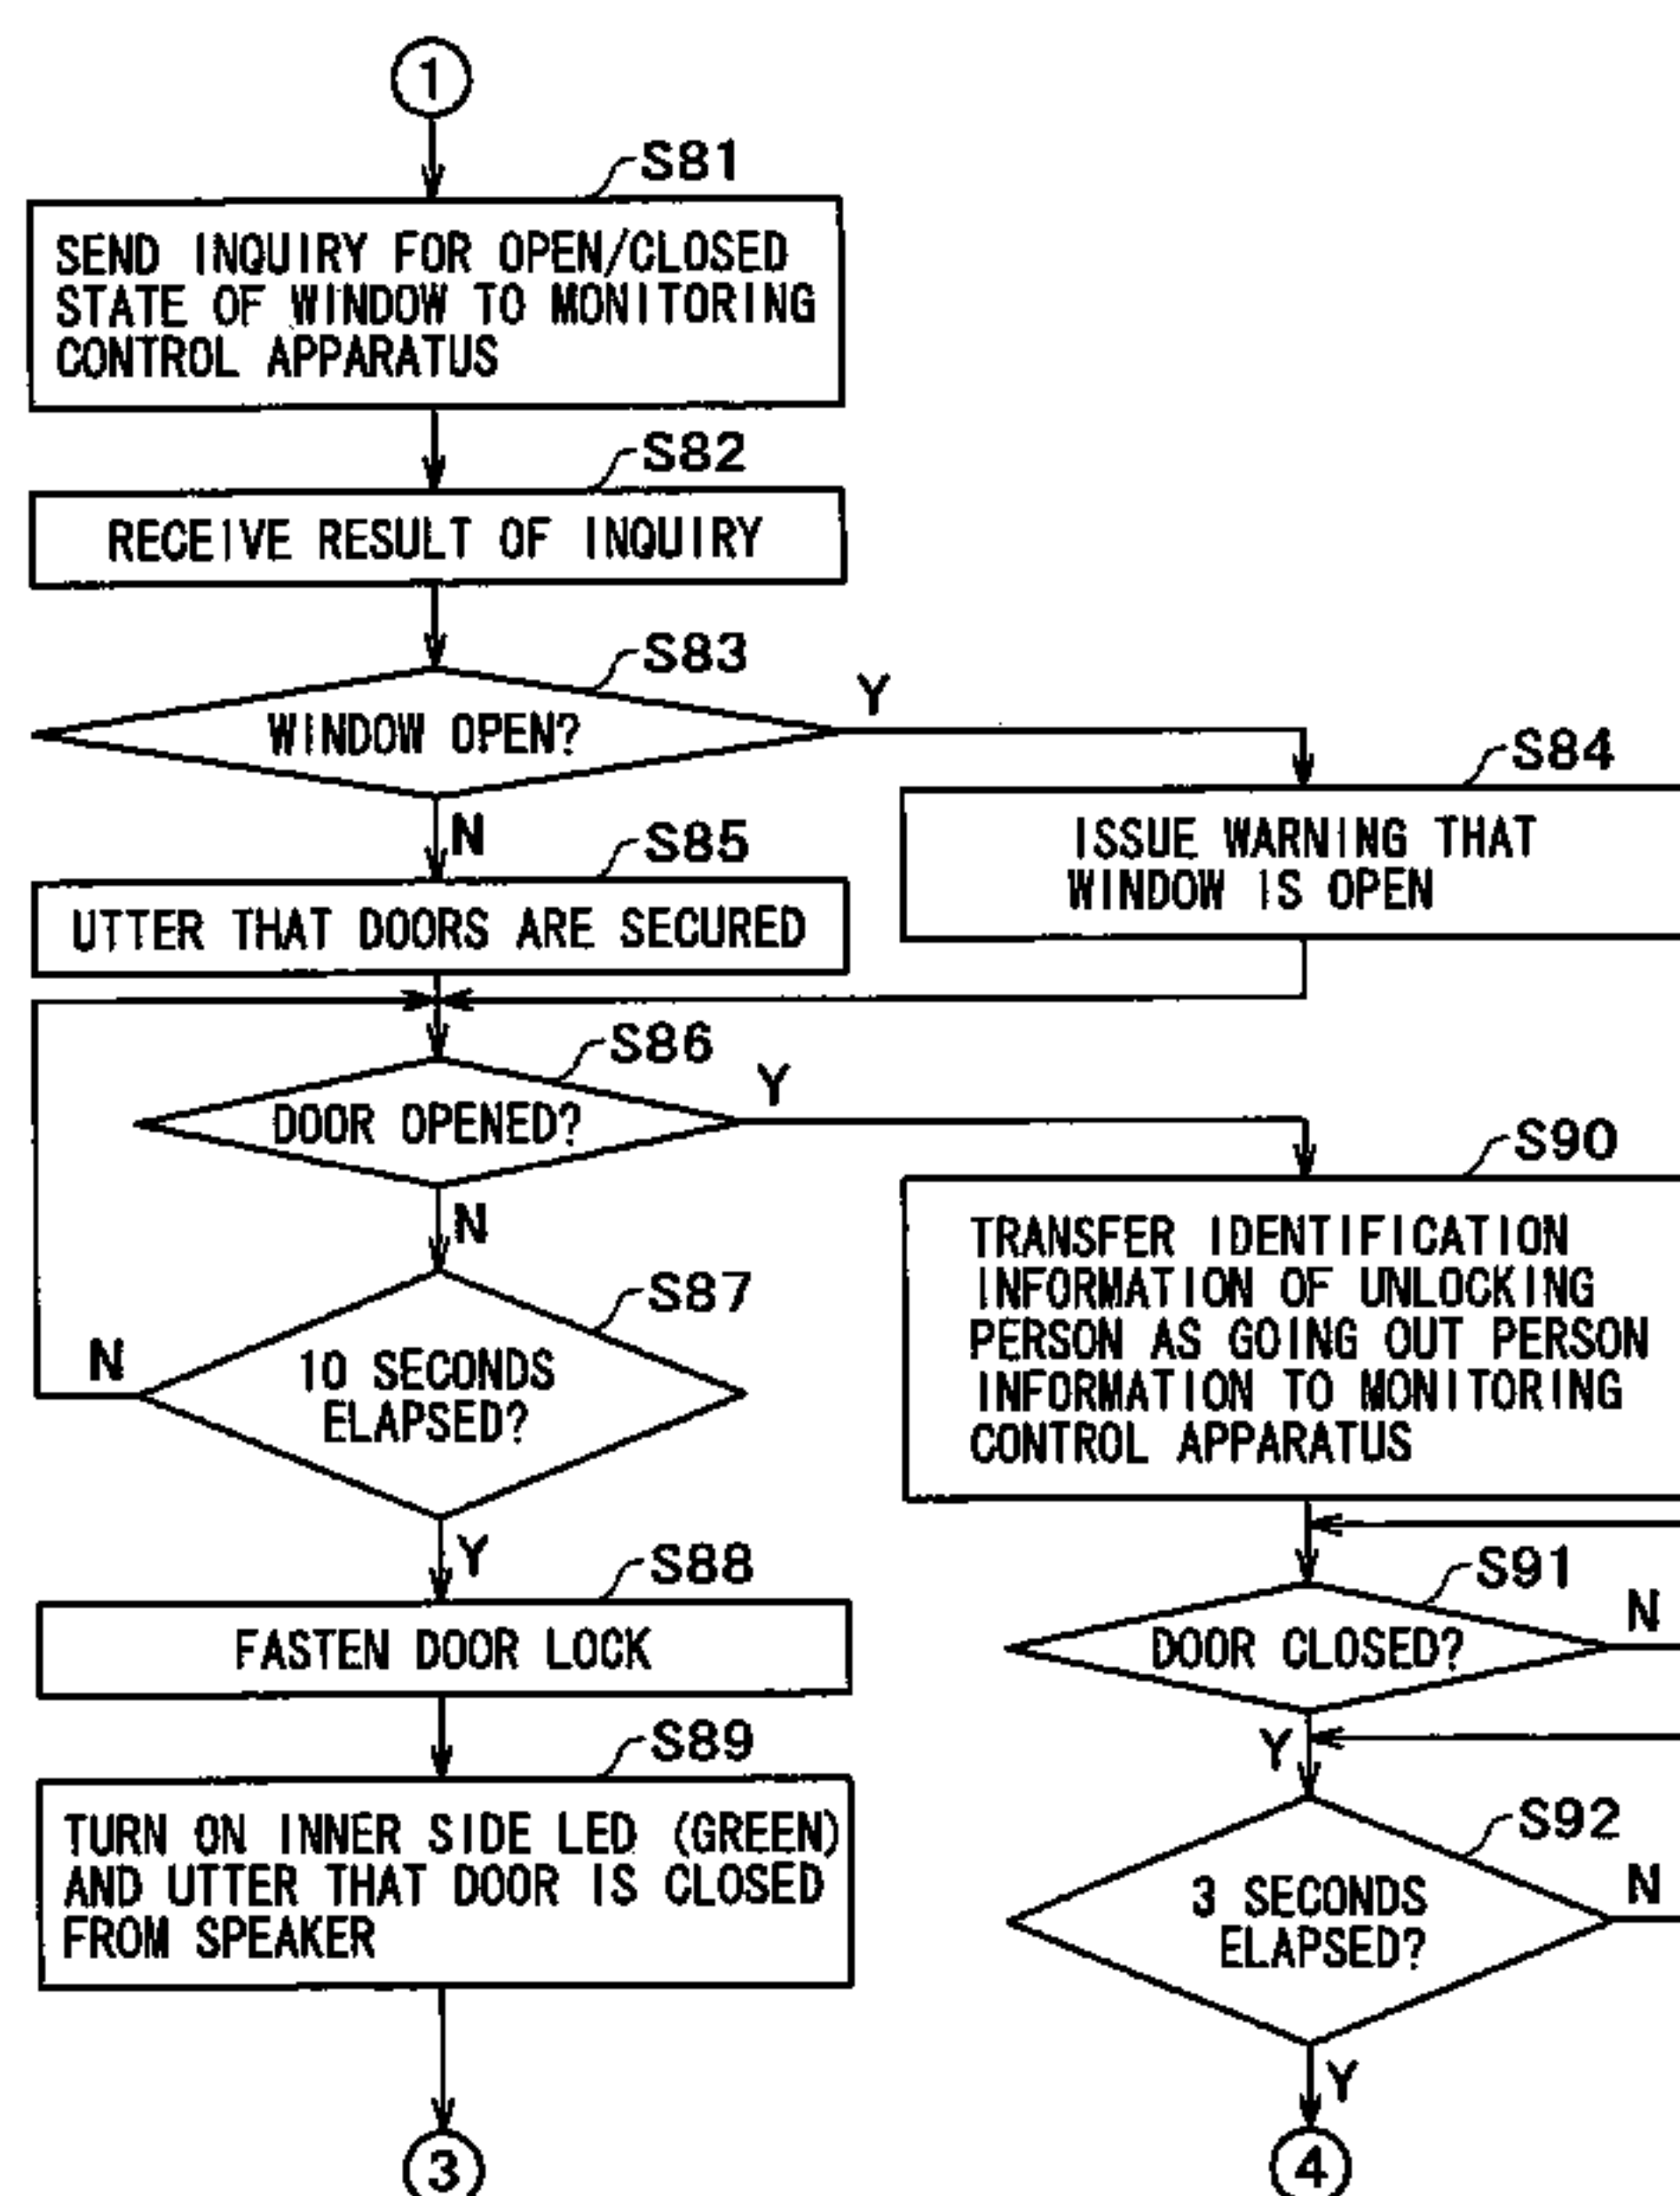 1
S81
SEND INQUIRY FOR OPEN/CLOSED
STATE OF WINDOW TO MONITORING
CONTROL APPARATUS
S82
RECEIVE RESULT OF INQUIRY
S83
WINDOW OPEN?
Y
N
S84
ISSUE WARNING THAT
WINDOW IS OPEN
S85
UTTER THAT DOORS ARE SECURED
S86
DOOR OPENED?
Y
N
S87
10 SECONDS
ELAPSED?
N
Y
S88
FASTEN DOOR LOCK
S89
TURN ON INNER SIDE LED (GREEN)
AND UTTER THAT DOOR IS CLOSED
FROM SPEAKER
3
S90
TRANSFER IDENTIFICATION
INFORMATION OF UNLOCKING
PERSON AS GOING OUT PERSON
INFORMATION TO MONITORING
CONTROL APPARATUS
S91
DOOR CLOSED?
N
Y
S92
3 SECONDS
ELAPSED?
N
Y
4